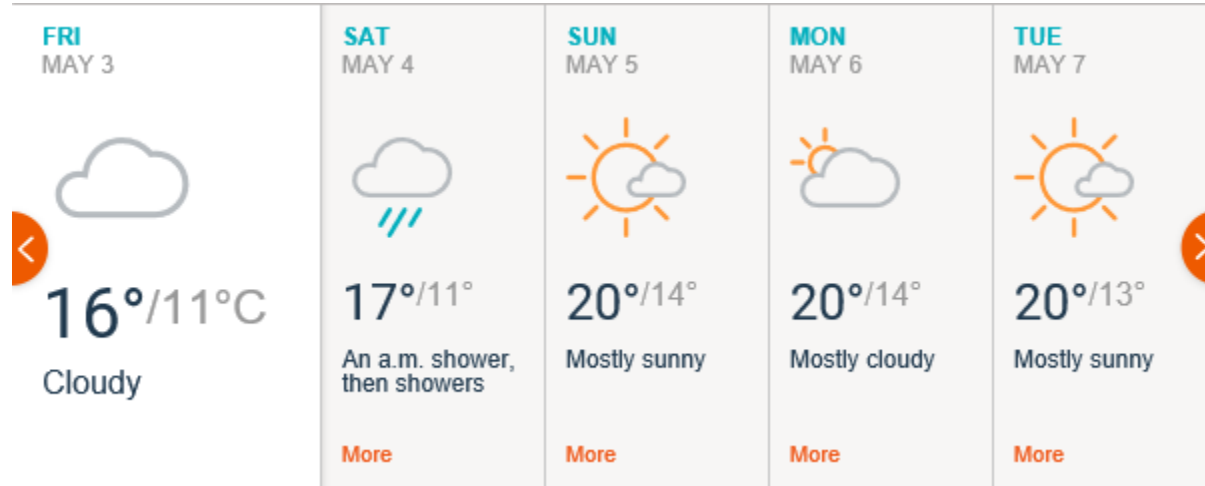 FRI
MAY 3
16°/11°C
Cloudy
SAT
MAY 4
17°/11°
An a.m. shower,
then showers
More
SUN
MAY 5
20°/14°
Mostly sunny
More
MON
MAY 6
20°/14°
Mostly cloudy
More
TUE
MAY 7
20°/13°
Mostly sunny
More